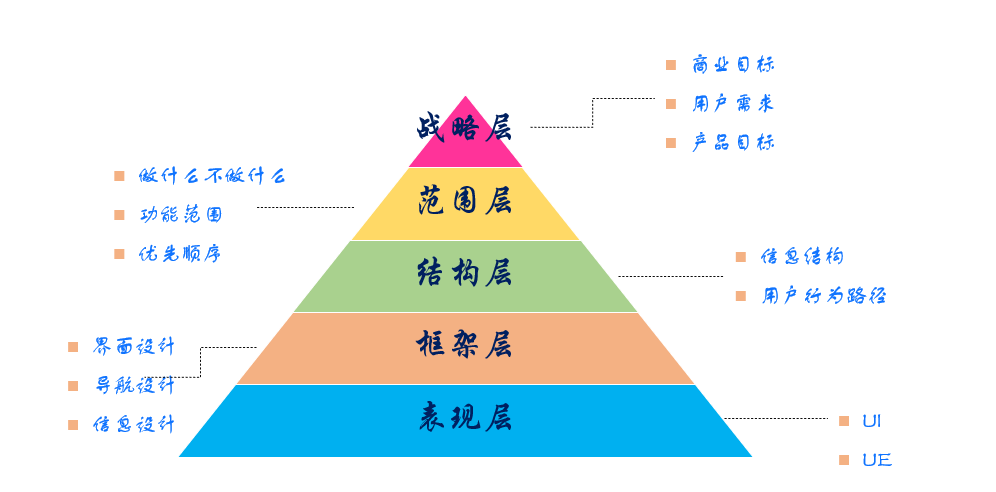 商业目标
用户需求
产品目标
战略层
做什么不做什么
功能范围
优先顺序
范围层
信息结构
用户行为路径
结构层
界面设计
导航设计
信息设计
框架层
表现层
UI
UE